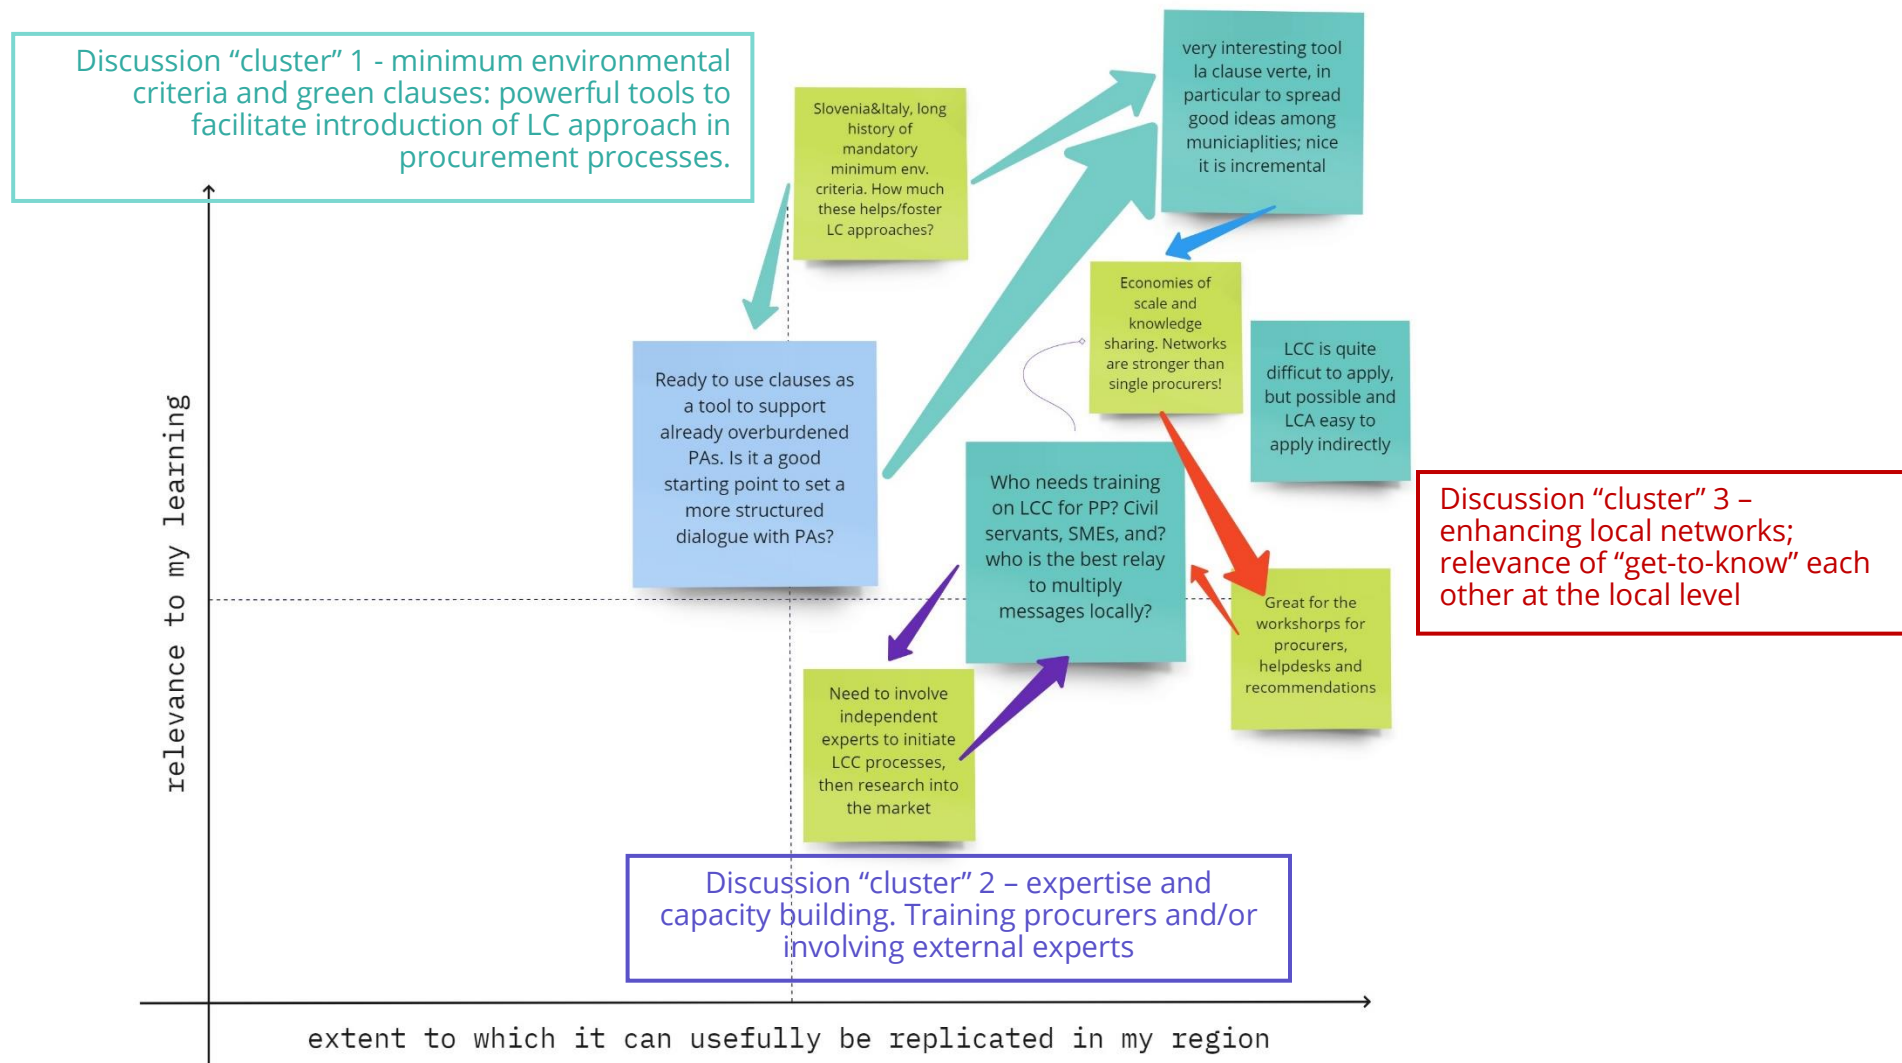 Discussion “cluster” 1 - minimum environmental
criteria and green clauses: powerful tools to
facilitate introduction of LC approach in
procurement processes.
Slovenia&Italy, long
history of
mandatory
minimum env.
criteria. How much
these helps/foster
LC approaches?
very interesting tool
la clause verte, in
particular to spread
good ideas among
municiaplities; nice
it is incremental
Economies of
scale and
knowledge
sharing. Networks
are stronger than
single procurers!
LCC is quite
difficut to apply,
but possible and
LCA easy to
apply indirectly
Ready to use clauses as
a tool to support
already overburdened
PAs. Is it a good
starting point to set a
more structured
dialogue with PAs?
Who needs training
on LCC for PP? Civil
servants, SMEs, and?
who is the best relay
to multiply
messages locally?
Discussion “cluster” 3 –
enhancing local networks;
relevance of “get-to-know” each
other at the local level
Great for the
workshorps for
procurers,
helpdesks and
recommendations
Need to involve
independent
experts to initiate
LCC processes,
then research into
the market
Discussion “cluster” 2 – expertise and
capacity building. Training procurers and/or
involving external experts
relevance to my learning
extent to which it can usefully be replicated in my region